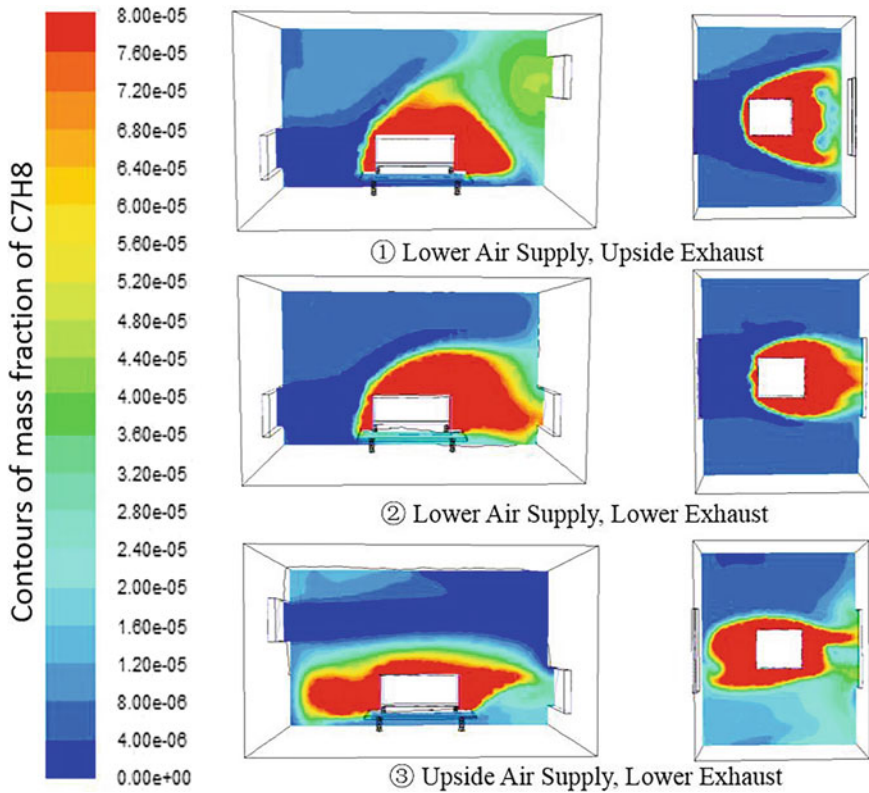 Contours of mass fraction of C7H8
8.00e-05
7.60e-05
7.20e-05
6.80e-05
6.40e-05
6.00e-05
5.60e-05
5.20e-05
4.80e-05
4.40e-05
4.00e-05
3.60e-05
3.20e-05
2.80e-05
2.40e-05
2.00e-05
1.60e-05
1.20e-05
8.00e-06
4.00e-06
0.00e+00
① Lower Air Supply, Upside Exhaust
② Lower Air Supply, Lower Exhaust
③ Upside Air Supply, Lower Exhaust